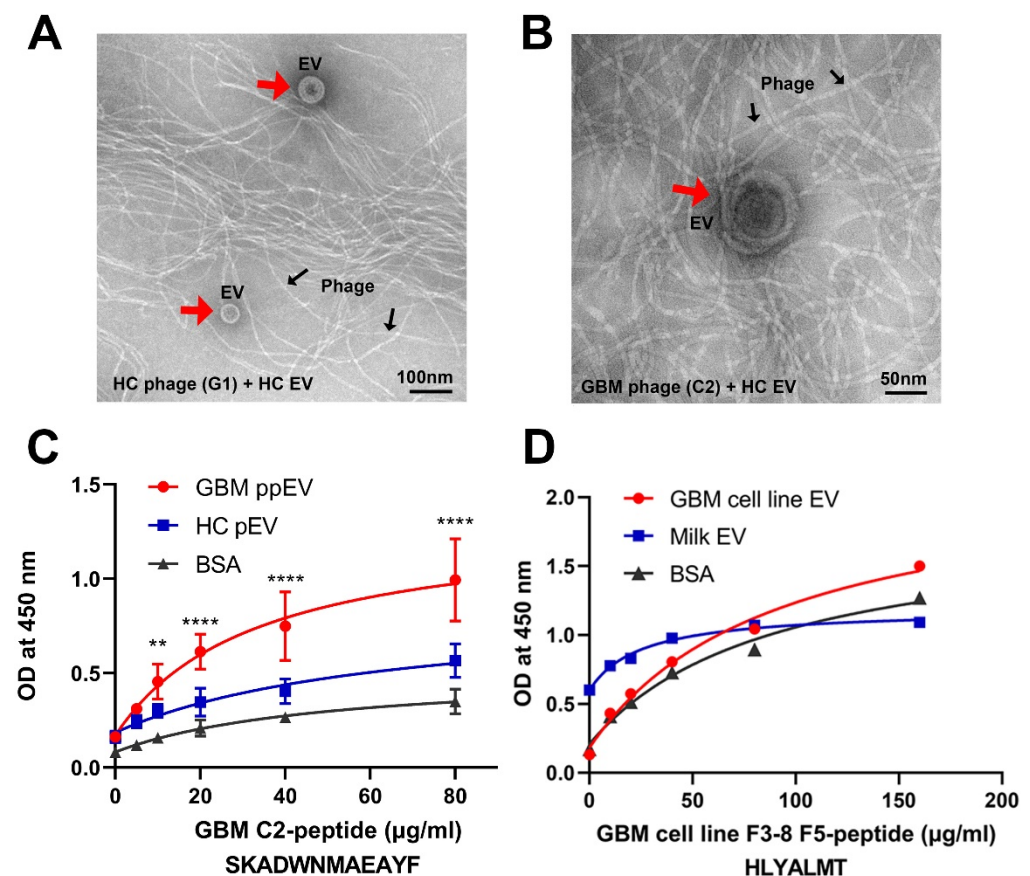 A
EV
EV
Phage
HC phage (G1) + HC EV
100nm
B
Phage
EV
GBM phage (C2) + HC EV
50nm
C
GBM ppEV
HC pEV
BSA
OD at 450 nm
1.5
1.0
0.5
0.0
**
****
****
****
0
20
40
60
80
GBM C2-peptide (µg/ml)
SKADWNMAEAYF
D
GBM cell line EV
Milk EV
BSA
OD at 450 nm
2.0
1.5
1.0
0.5
0.0
0
50
100
150
200
GBM cell line F3-8 F5-peptide (µg/ml)
HLYALMT